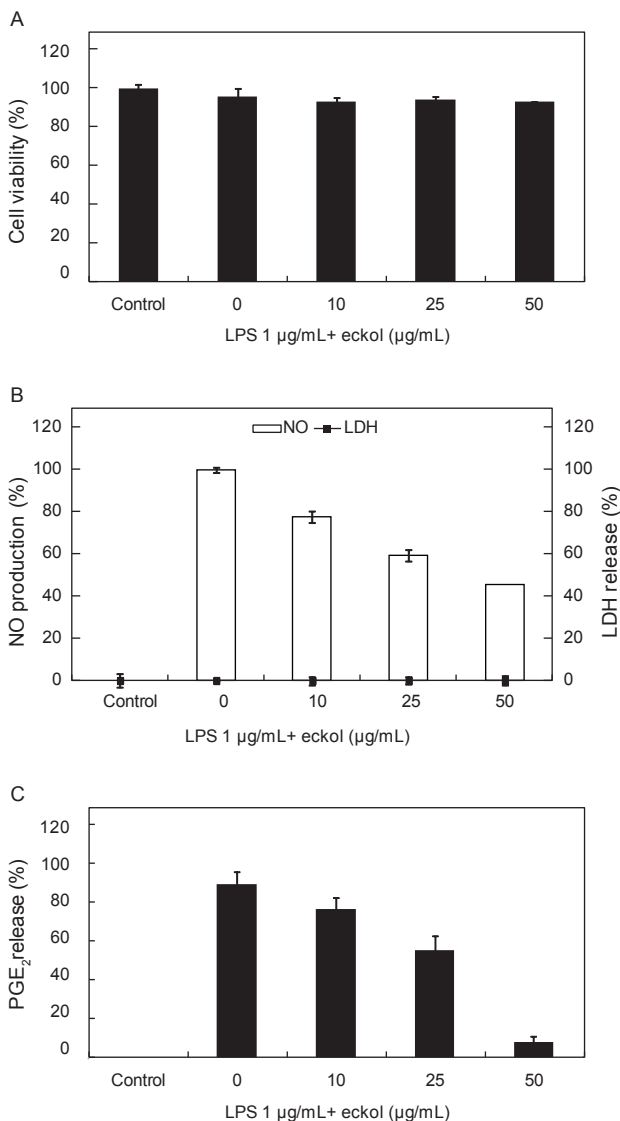 A
Cell viability (%)
120
100
80
60
40
20
0
Control 0 10 25 50
LPS 1 µg/mL+ eckol (µg/mL)
B
NO production (%)
120
100
80
60
40
20
0
NO LDH
120
100
80
60
40
20
0
LDH release (%)
Control 0 10 25 50
LPS 1 µg/mL+ eckol (µg/mL)
C
PGE₂release (%)
120
100
80
60
40
20
0
Control 0 10 25 50
LPS 1 µg/mL+ eckol (µg/mL)